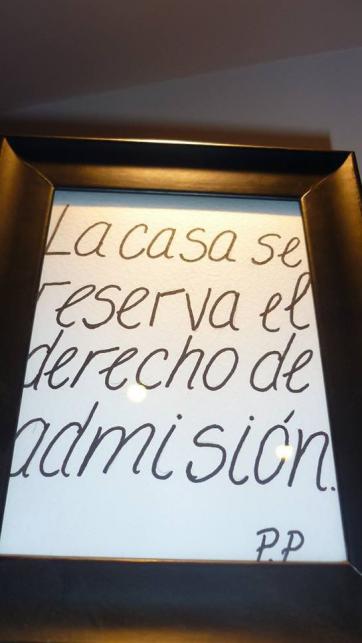 La casa se
reserva el
derecho de
admisión.
P.P